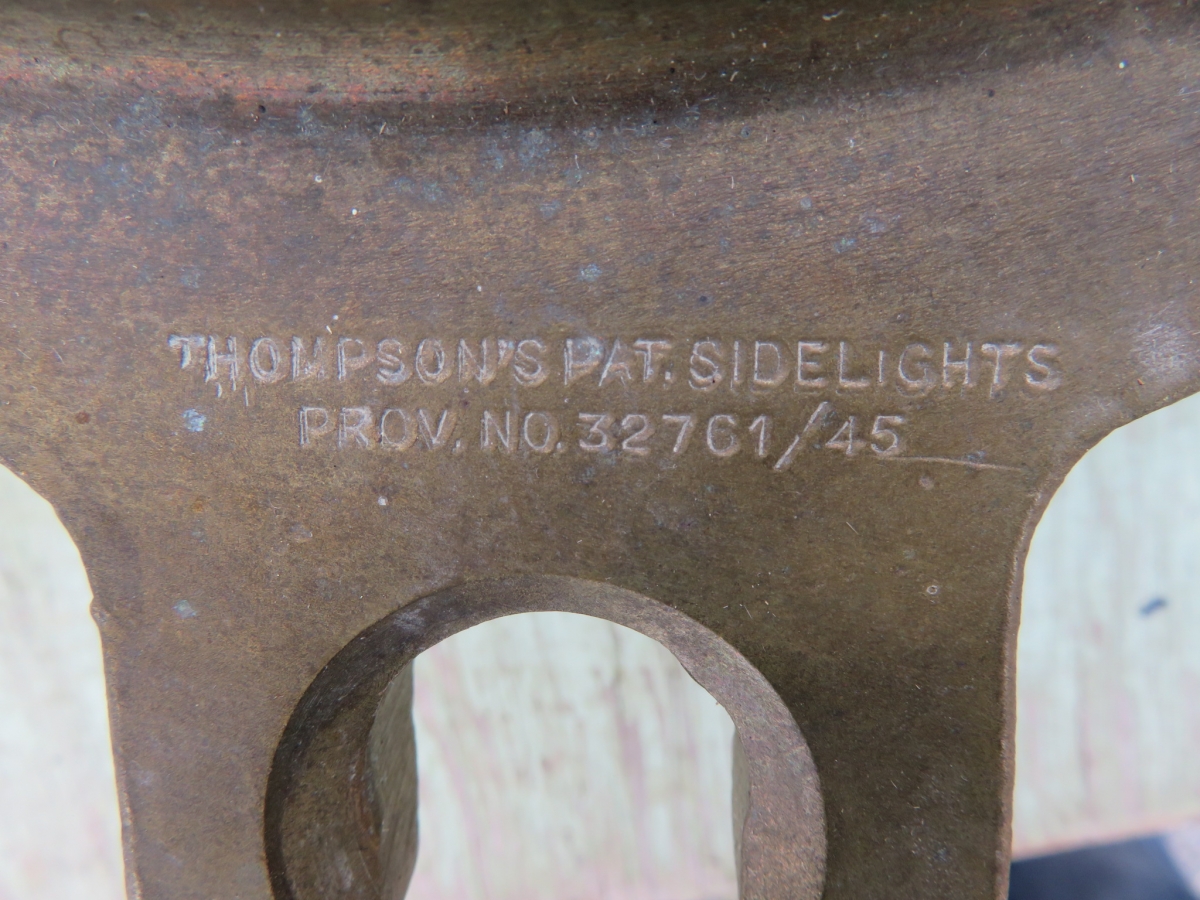 THOMPSON'S PAT. SIDELIGHTS
PROV. NO. 32761/45